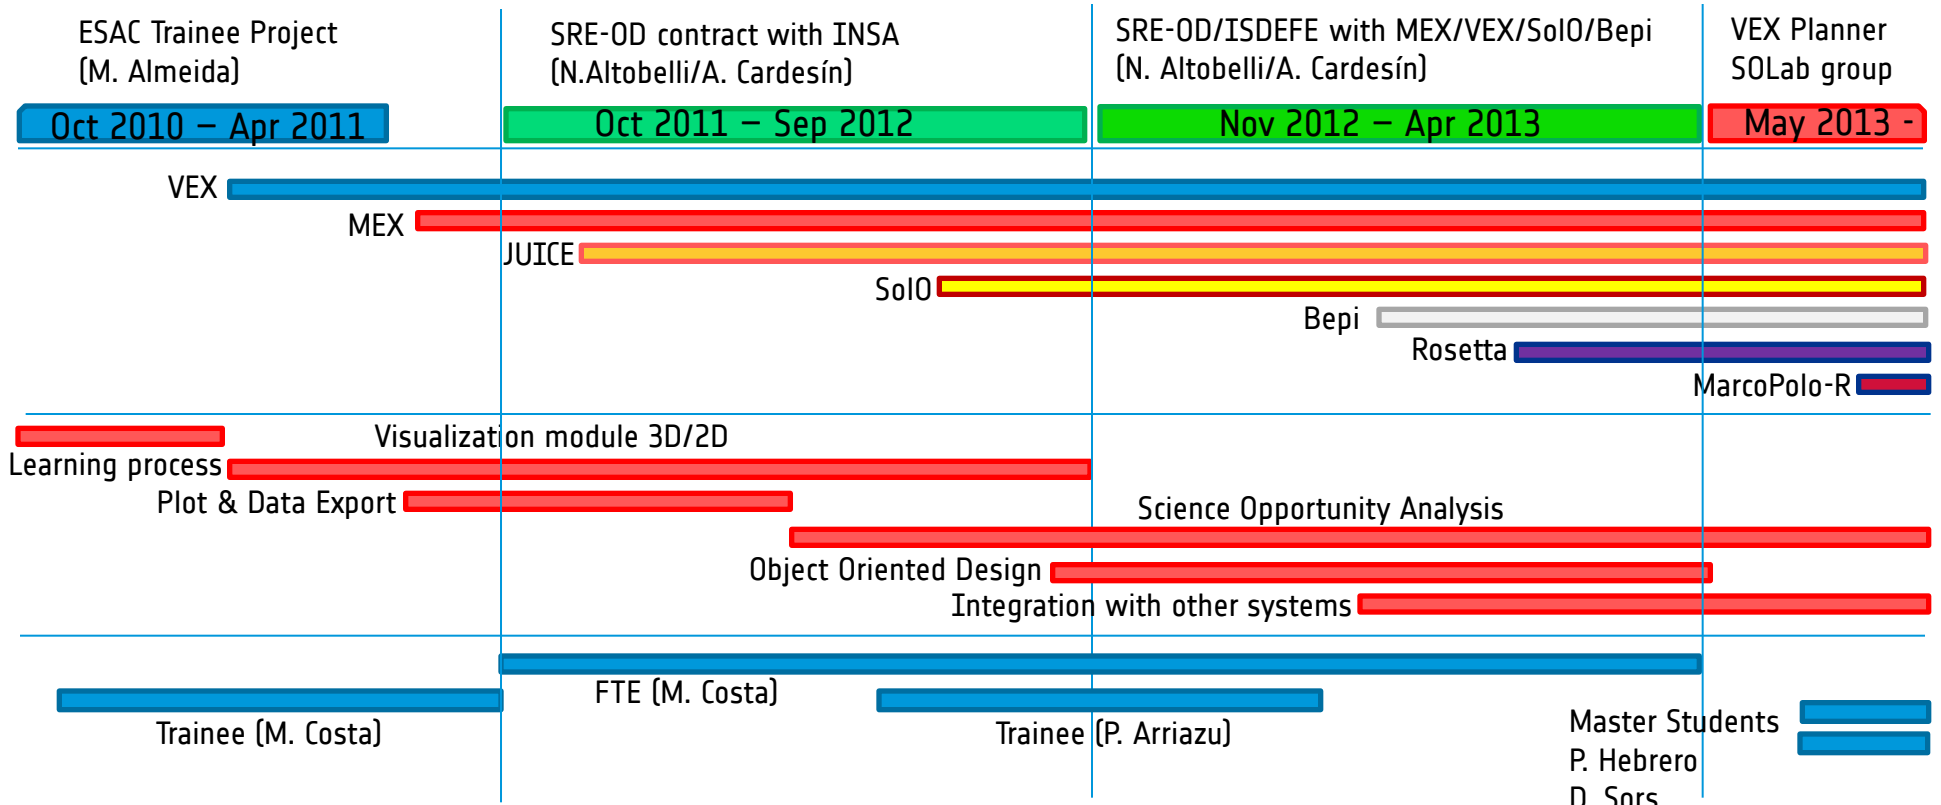 ESAC Trainee Project
(M. Almeida)
SRE-OD contract with INSA
(N.Altobelli/A. Cardesín)
SRE-OD/ISDEFE with MEX/VEX/SolO/Bepi
(N. Altobelli/A. Cardesín)
VEX Planner
SOLab group
Oct 2010 – Apr 2011
Oct 2011 – Sep 2012
Nov 2012 – Apr 2013
May 2013 -
VEX
MEX
JUICE
SolO
Bepi
Rosetta
MarcoPolo-R
Visualization module 3D/2D
Learning process
Plot & Data Export
Science Opportunity Analysis
Object Oriented Design
Integration with other systems
FTE (M. Costa)
Trainee (M. Costa)
Trainee (P. Arriazu)
Master Students
P. Hebrero
D. Sors